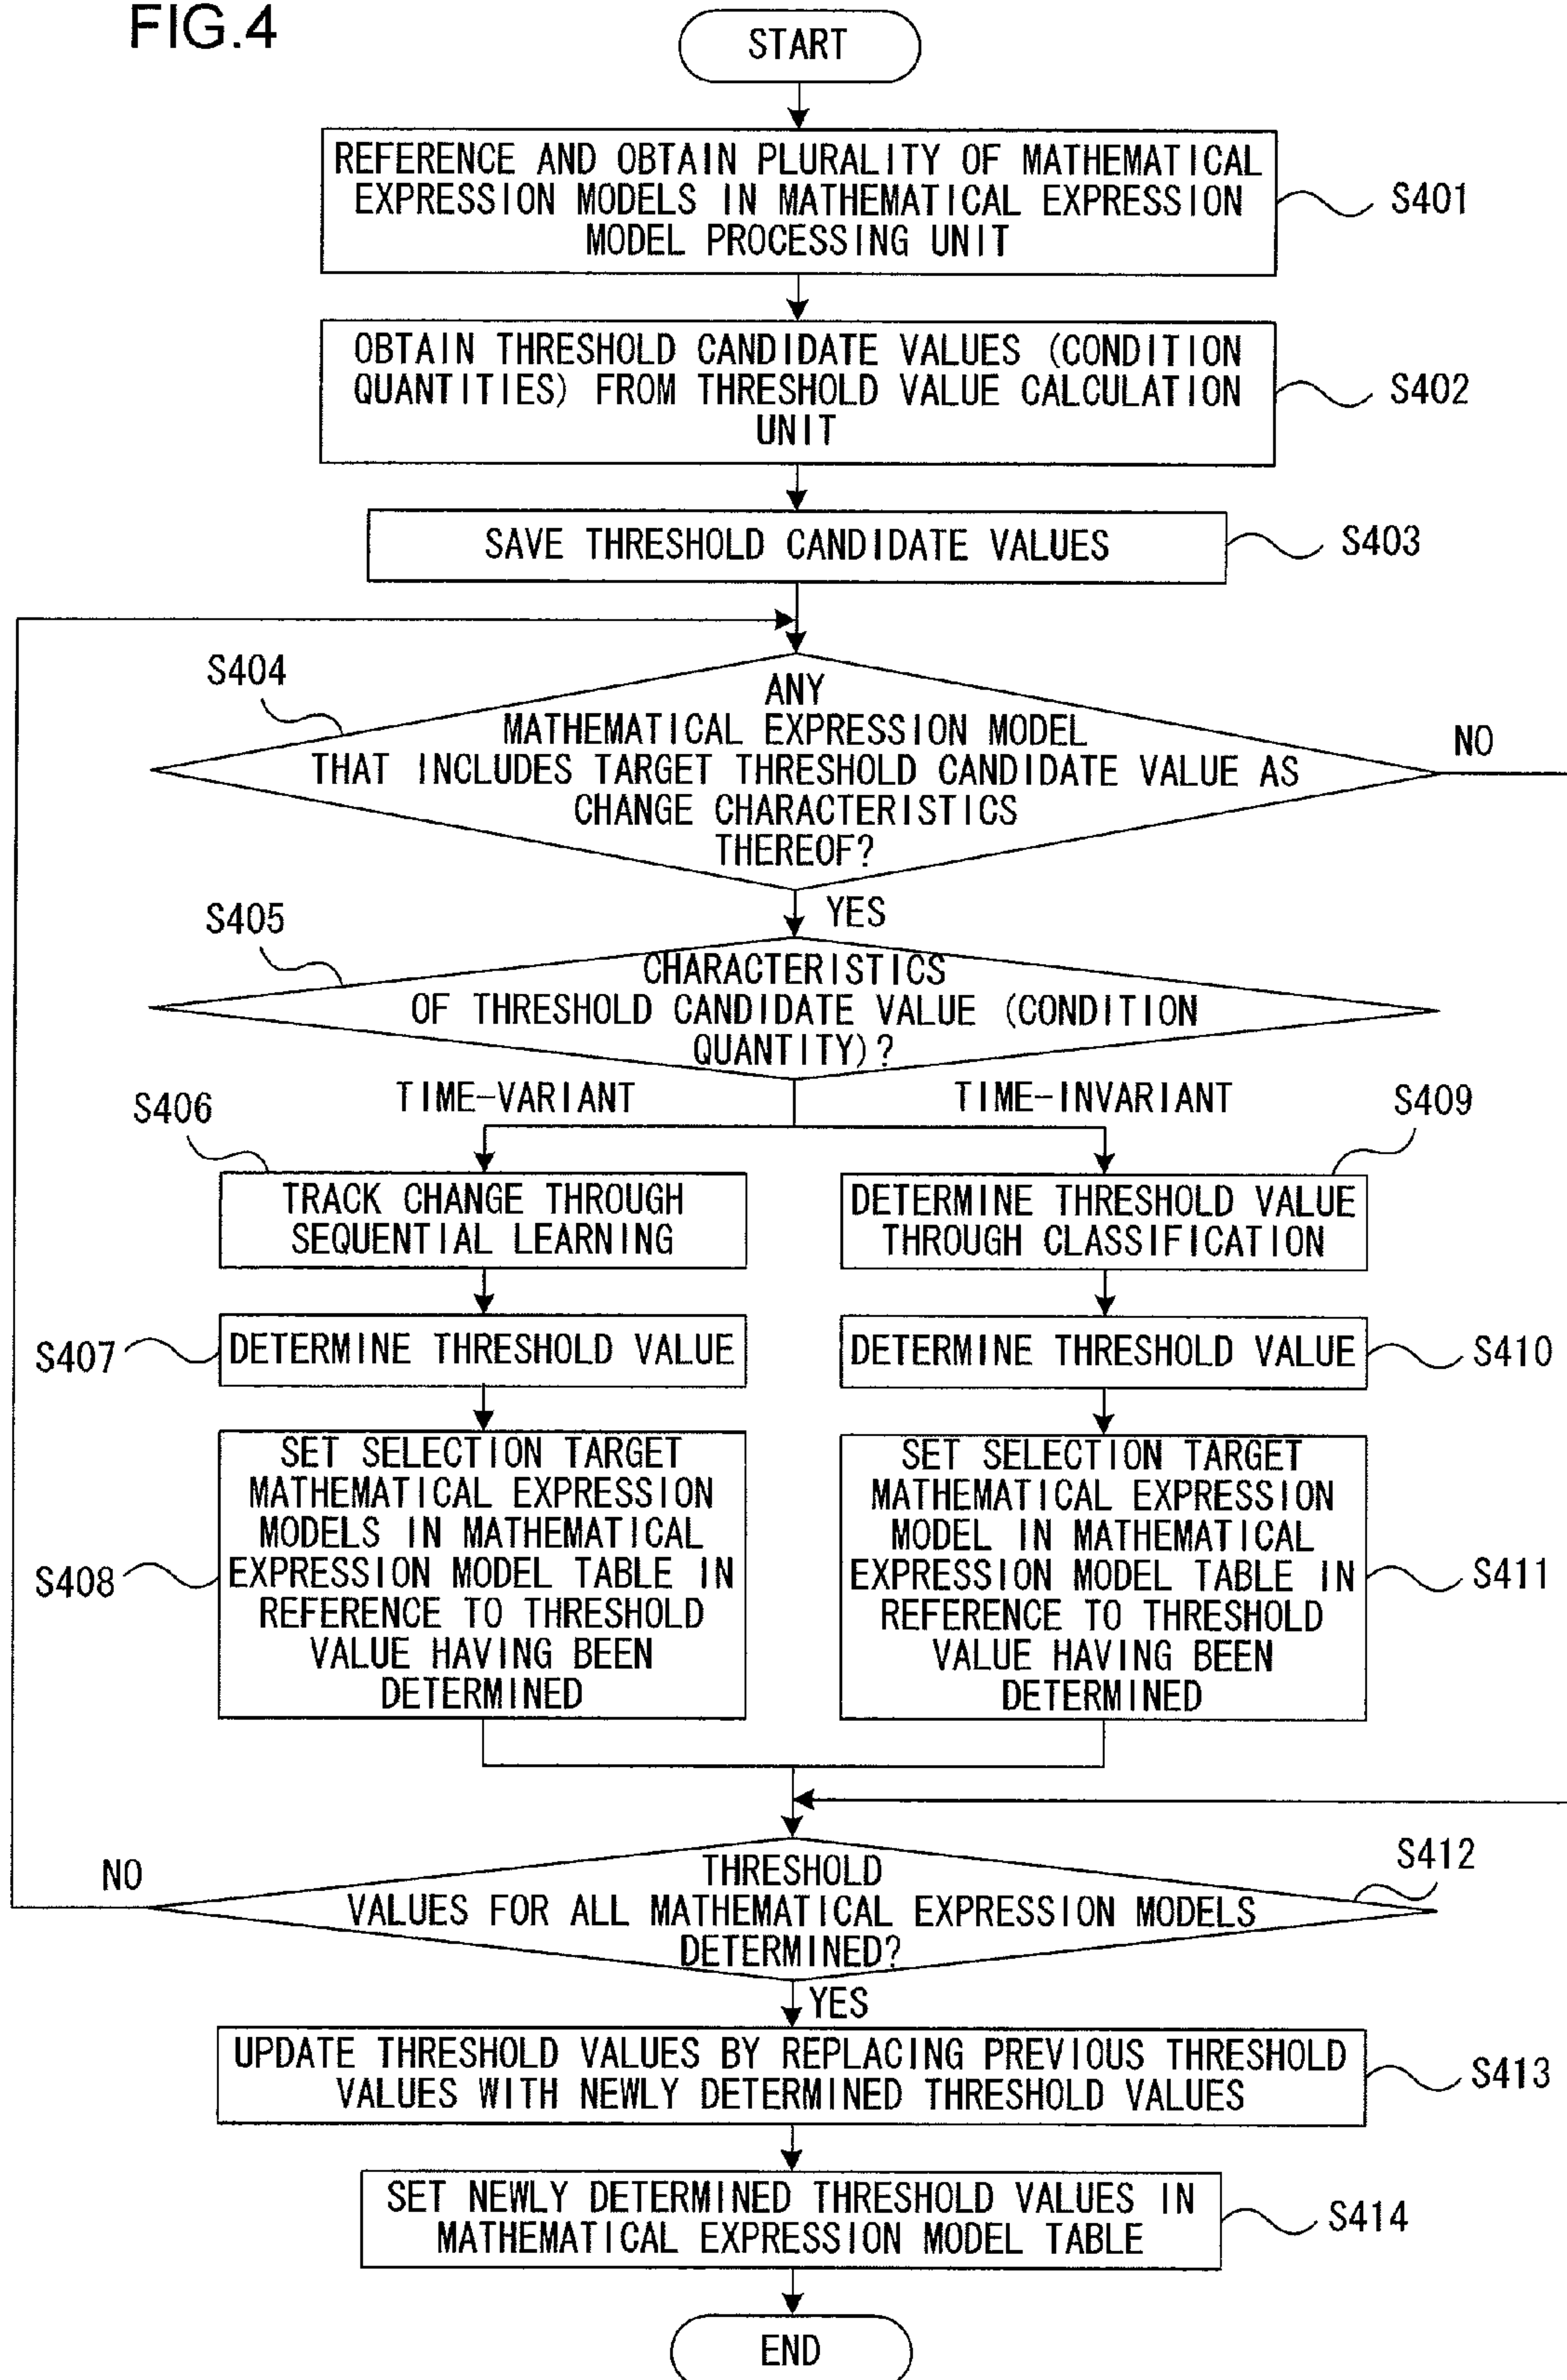 FIG.4
START
REFERENCE AND OBTAIN PLURALITY OF MATHEMATICAL
EXPRESSION MODELS IN MATHEMATICAL EXPRESSION
MODEL PROCESSING UNIT
S401
OBTAIN THRESHOLD CANDIDATE VALUES (CONDITION
QUANTITIES) FROM THRESHOLD VALUE CALCULATION
UNIT
S402
SAVE THRESHOLD CANDIDATE VALUES
S403
S404
ANY
MATHEMATICAL EXPRESSION MODEL
THAT INCLUDES TARGET THRESHOLD CANDIDATE VALUE AS
CHANGE CHARACTERISTICS
THEREOF?
NO
YES
S405
CHARACTERISTICS
OF THRESHOLD CANDIDATE VALUE (CONDITION
QUANTITY)?
TIME-VARIANT
TIME-INVARIANT
S406
TRACK CHANGE THROUGH
SEQUENTIAL LEARNING
S409
DETERMINE THRESHOLD VALUE
THROUGH CLASSIFICATION
S407
DETERMINE THRESHOLD VALUE
DETERMINE THRESHOLD VALUE
S410
S408
SET SELECTION TARGET
MATHEMATICAL EXPRESSION
MODELS IN MATHEMATICAL
EXPRESSION MODEL TABLE IN
REFERENCE TO THRESHOLD
VALUE HAVING BEEN
DETERMINED
SET SELECTION TARGET
MATHEMATICAL EXPRESSION
MODEL IN MATHEMATICAL
EXPRESSION MODEL TABLE IN
REFERENCE TO THRESHOLD
VALUE HAVING BEEN
DETERMINED
S411
NO
S412
THRESHOLD
VALUES FOR ALL MATHEMATICAL EXPRESSION MODELS
DETERMINED?
YES
UPDATE THRESHOLD VALUES BY REPLACING PREVIOUS THRESHOLD
VALUES WITH NEWLY DETERMINED THRESHOLD VALUES
S413
SET NEWLY DETERMINED THRESHOLD VALUES IN
MATHEMATICAL EXPRESSION MODEL TABLE
S414
END